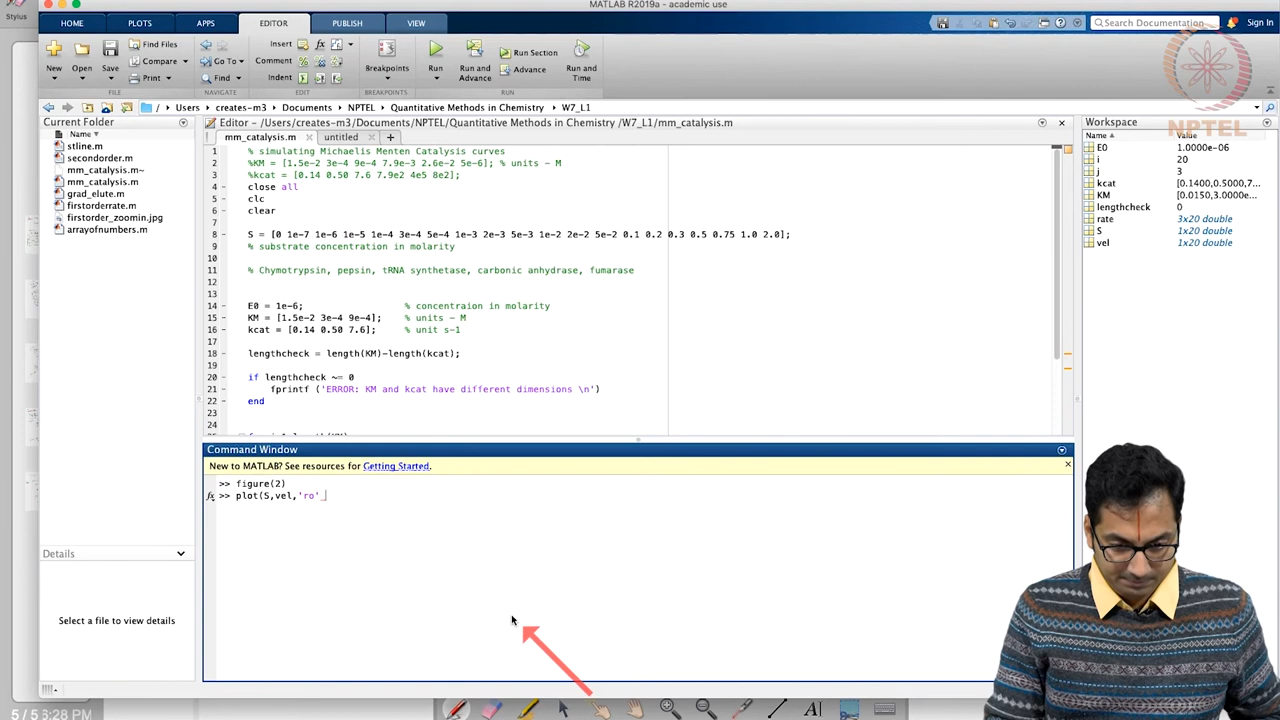 Stylus
MATLAB R2019a - academic use
HOME PLOTS APPS EDITOR PUBLISH VIEW
Search Documentation Sign In
New Open Save Find Files Compare Print
Go To Find
Insert Comment Indent
Breakpoints
Run Run and Advance Run Section Advance Run and Time
FILE NAVIGATE EDIT BREAKPOINTS RUN
/ Users creates-m3 Documents NPTEL Quantitative Methods in Chemistry W7_L1
NPTEL
Current Folder
Name
stline.m
secondorder.m
mm_catalysis.m~
mm_catalysis.m
grad_elute.m
firstorderrate.m
firstorder_zoomin.jpg
arrayofnumbers.m
Details
Select a file to view details
Editor - /Users/creates-m3/Documents/NPTEL/Quantitative Methods in Chemistry /W7_L1/mm_catalysis.m
mm_catalysis.m untitled
1 % simulating Michaelis Menten Catalysis curves
2 %KM = [1.5e-2 3e-4 9e-4 7.9e-3 2.6e-2 5e-6]; % units - M
3 %kcat = [0.14 0.50 7.6 7.9e2 4e5 8e2];
4 close all
5 clc
6 clear
7
8 S = [0 1e-7 1e-6 1e-5 1e-4 3e-4 5e-4 1e-3 2e-3 5e-3 1e-2 2e-2 5e-2 0.1 0.2 0.3 0.5 0.75 1.0 2.0];
9 % substrate concentration in molarity
10
11 % Chymotrypsin, pepsin, tRNA synthetase, carbonic anhydrase, fumarase
12
13
14 E0 = 1e-6; % concentraion in molarity
15 KM = [1.5e-2 3e-4 9e-4]; % units - M
16 kcat = [0.14 0.50 7.6]; % unit s-1
17
18 lengthcheck = length(KM)-length(kcat);
19
20 if lengthcheck ~= 0
21 fprintf ('ERROR: KM and kcat have different dimensions \n')
22 end
23
24
Command Window
New to MATLAB? See resources for Getting Started.
>> figure(2)
fx >> plot(S,vel,'ro'
Workspace
Name Value
E0 1.0000e-06
i 20
j 3
kcat [0.1400,0.5000,7...
KM [0.0150,3.0000e...
lengthcheck 0
rate 3x20 double
S 1x20 double
vel 1x20 double